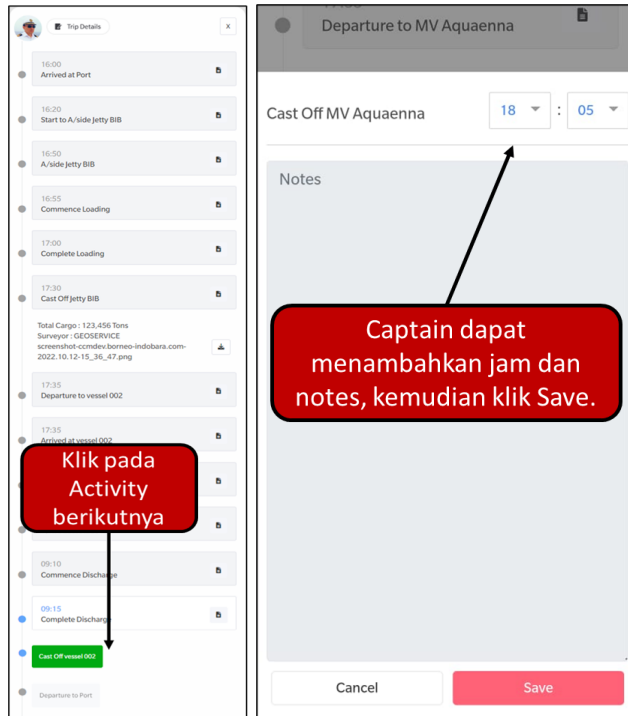 Trip Details
X
16:00
Arrived at Port
16:20
Start to A/side Jetty BIB
16:50
A/side Jetty BIB
16:55
Commence Loading
17:00
Complete Loading
17:30
Cast Off Jetty BIB
Total Cargo : 123,456 Tons
Surveyor : GEOSERVICE
screenshot-ccmdev.borneo-indobara.com-
2022.10.12-15_36_47.png
17:35
Departure to vessel 002
17:35
Arrived at vessel 002
Klik pada
Activity
berikutnya
09:10
Commence Discharge
09:15
Complete Discharge
Cast Off vessel 002
Departure to Port
Departure to MV Aquaenna
Cast Off MV Aquaenna
18 : 05
Notes
Captain dapat
menambahkan jam dan
notes, kemudian klik Save.
Cancel
Save